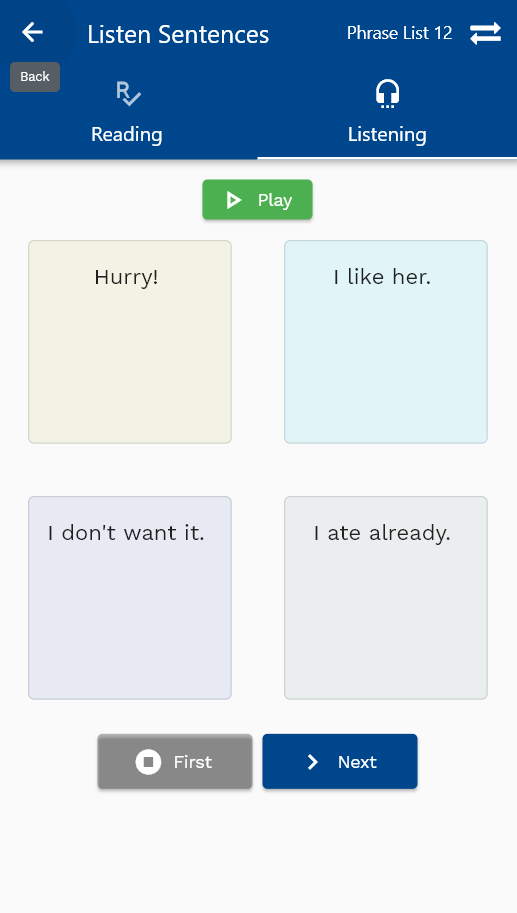 Listen Sentences
Phrase List 12
Back
Reading
Listening
Play
Hurry!
I like her.
I don't want it.
I ate already.
First
Next